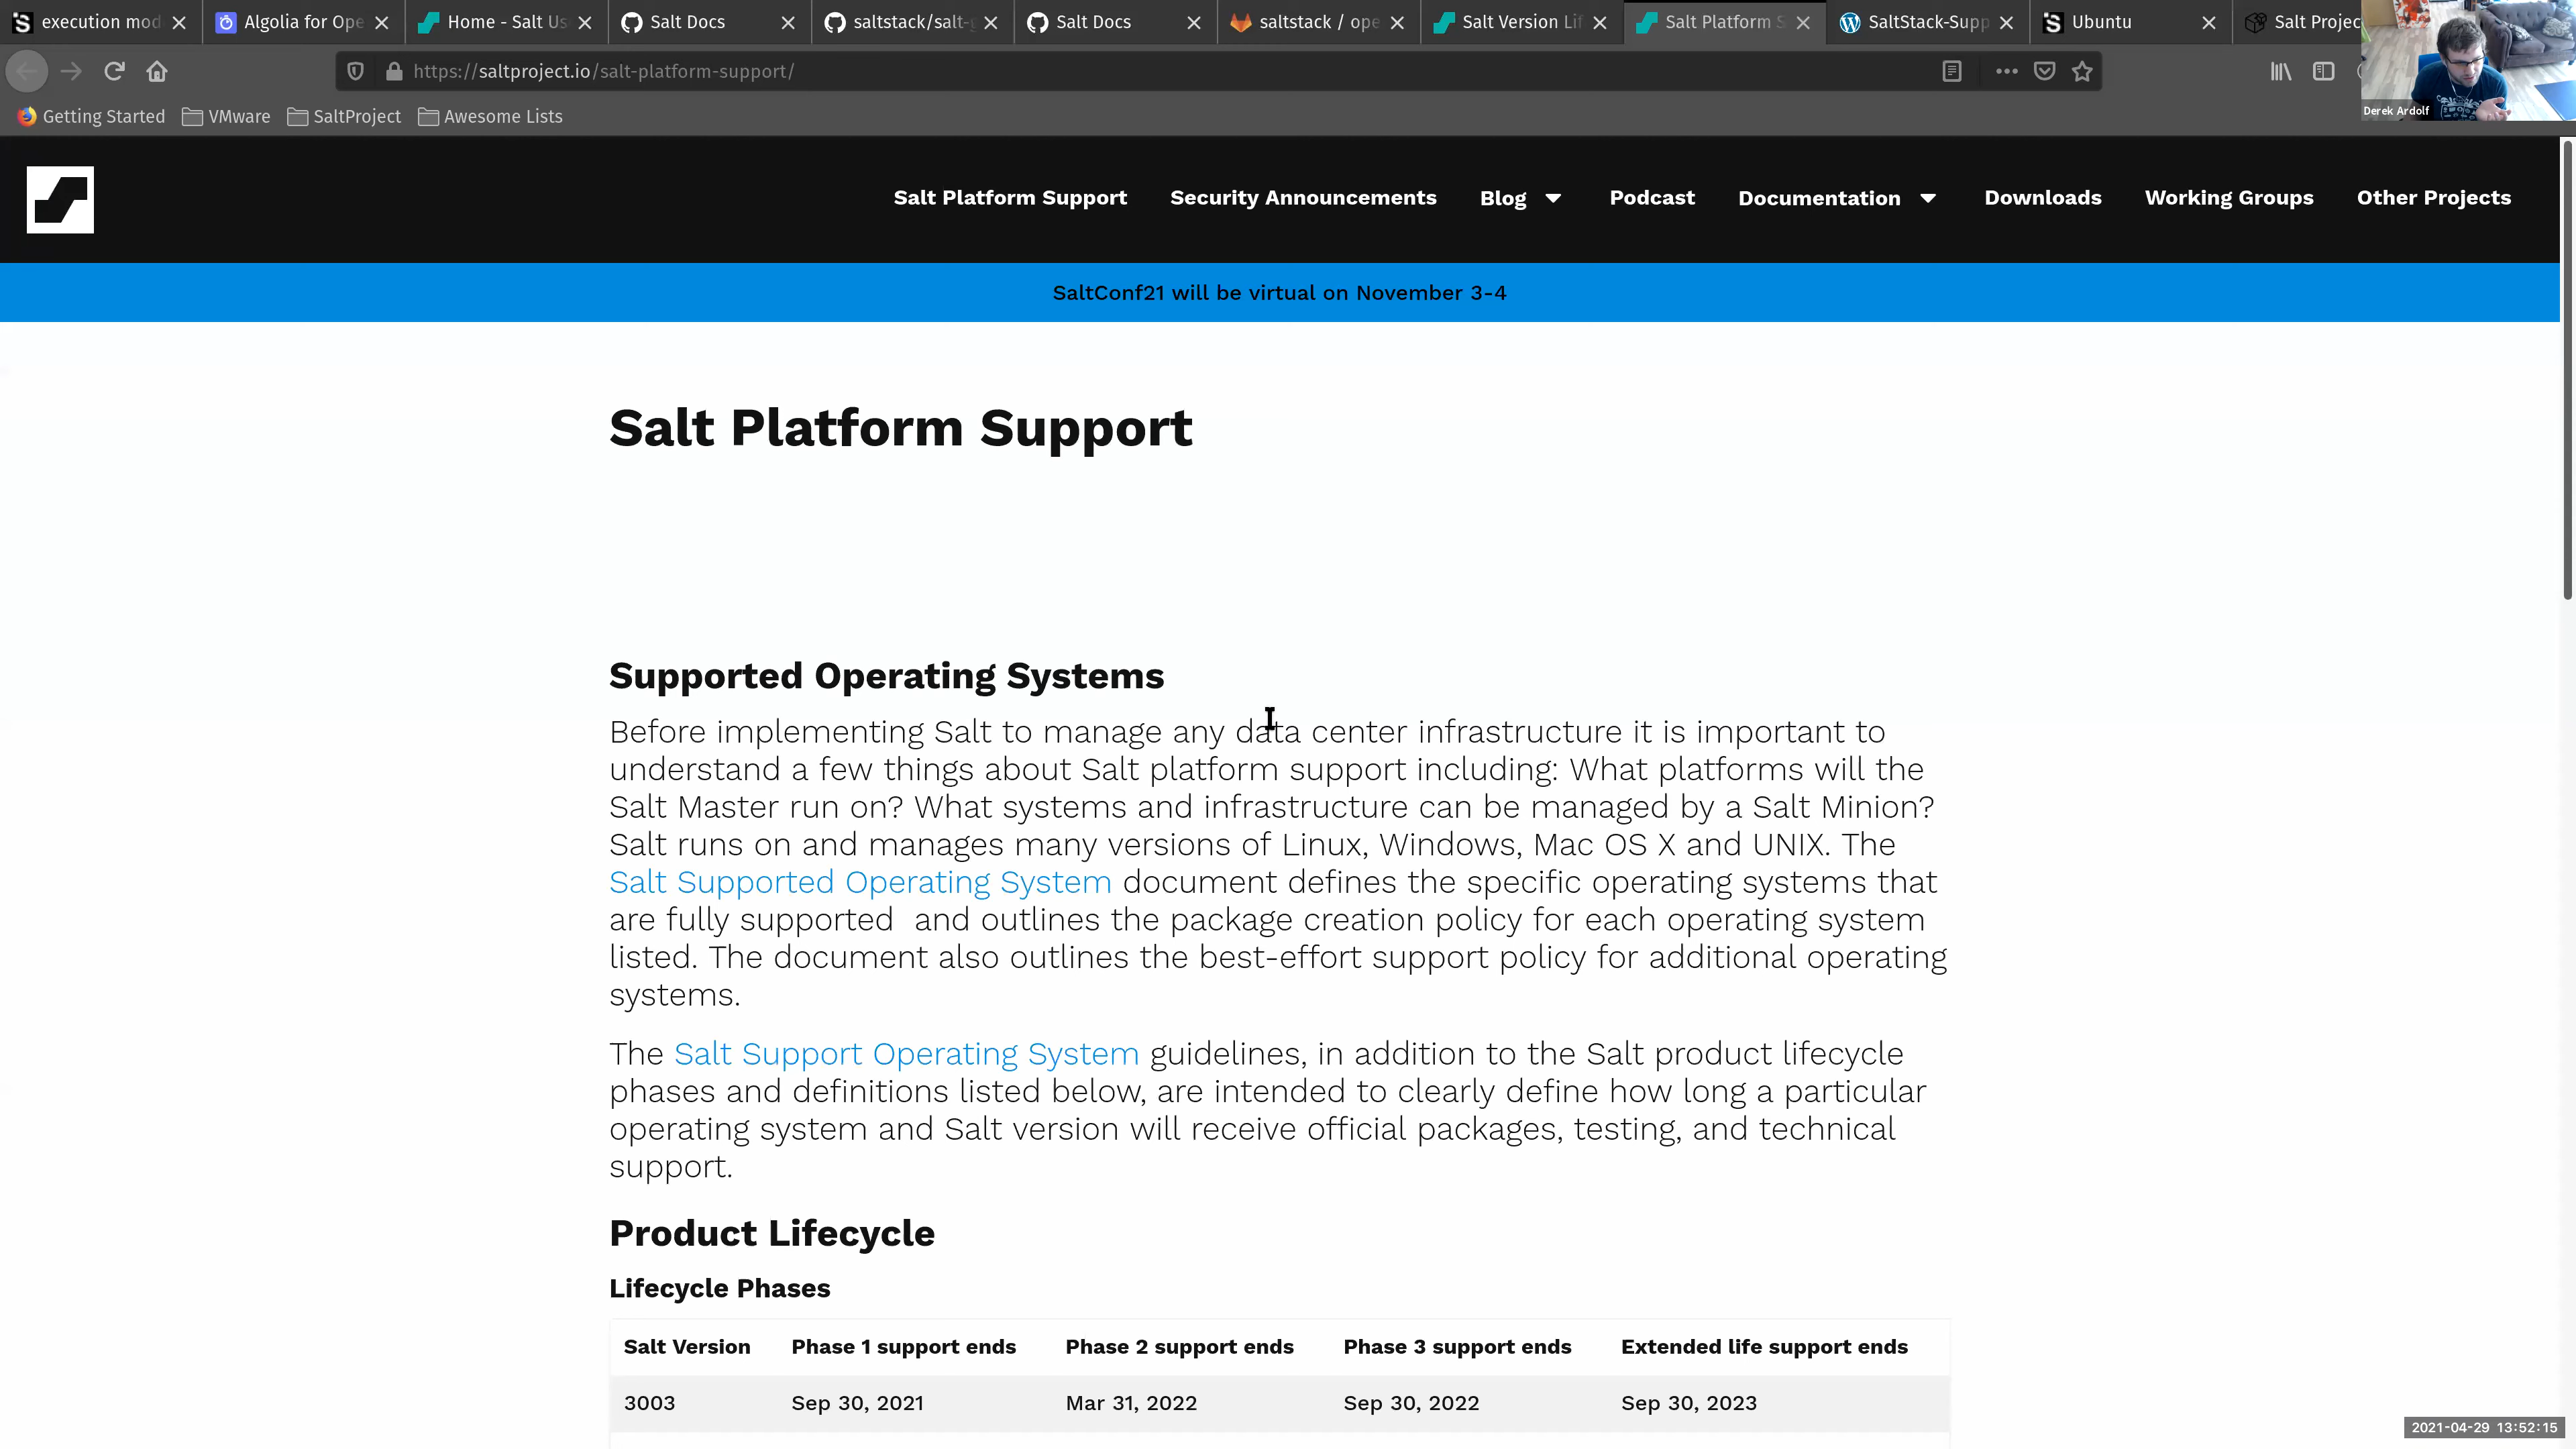 execution mod
Algolia for Ope
Home - Salt Us
Salt Docs
saltstack/salt-g
Salt Docs
saltstack / ope
Salt Version Lif
Salt Platform S
SaltStack-Supp
Ubuntu
Salt Projec
https://saltproject.io/salt-platform-support/
Derek Ardolf
Getting Started
VMware
SaltProject
Awesome Lists
Salt Platform Support
Security Announcements
Blog
Podcast
Documentation
Downloads
Working Groups
Other Projects
SaltConf21 will be virtual on November 3-4
Salt Platform Support
Supported Operating Systems
Before implementing Salt to manage any data center infrastructure it is important to
understand a few things about Salt platform support including: What platforms will the
Salt Master run on? What systems and infrastructure can be managed by a Salt Minion?
Salt runs on and manages many versions of Linux, Windows, Mac OS X and UNIX. The
Salt Supported Operating System document defines the specific operating systems that
are fully supported  and outlines the package creation policy for each operating system
listed. The document also outlines the best-effort support policy for additional operating
systems.
The Salt Support Operating System guidelines, in addition to the Salt product lifecycle
phases and definitions listed below, are intended to clearly define how long a particular
operating system and Salt version will receive official packages, testing, and technical
support.
Product Lifecycle
Lifecycle Phases
Salt Version Phase 1 support ends Phase 2 support ends Phase 3 support ends Extended life support ends
3003 Sep 30, 2021 Mar 31, 2022 Sep 30, 2022 Sep 30, 2023
2021-04-29 13:52:15